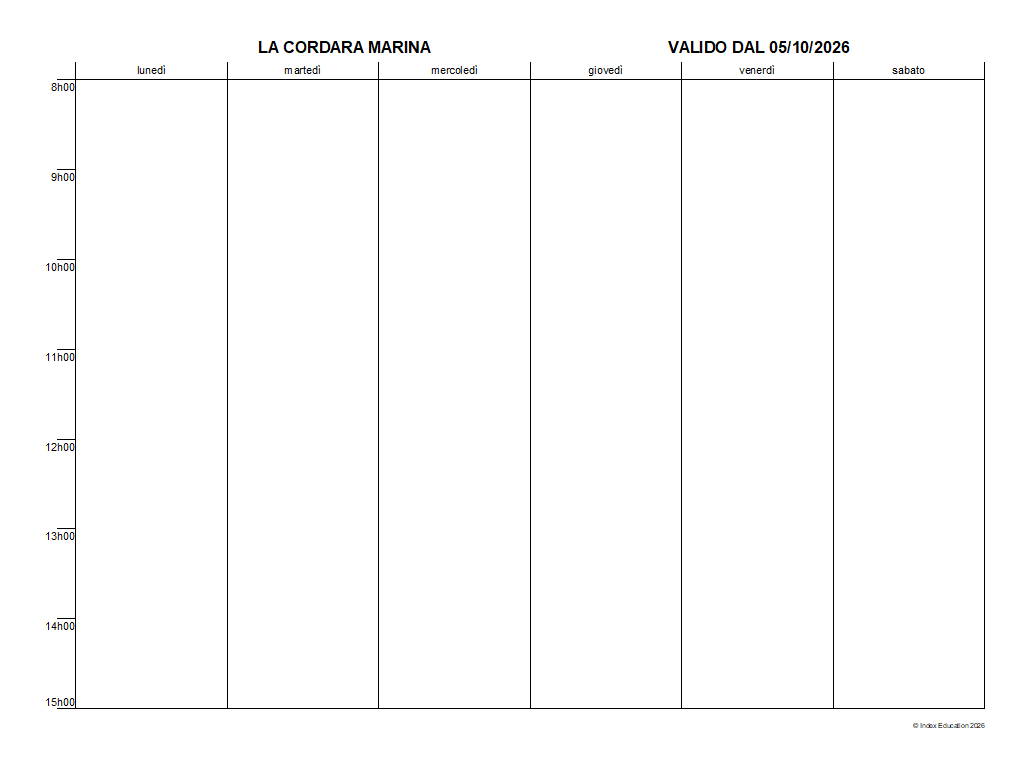 LA CORDARA MARINA VALIDO DAL 05/10/2026
lunedì martedì mercoledì giovedì venerdì sabato
8h00
9h00
10h00
11h00
12h00
13h00
14h00
15h00
© Index Education 2026